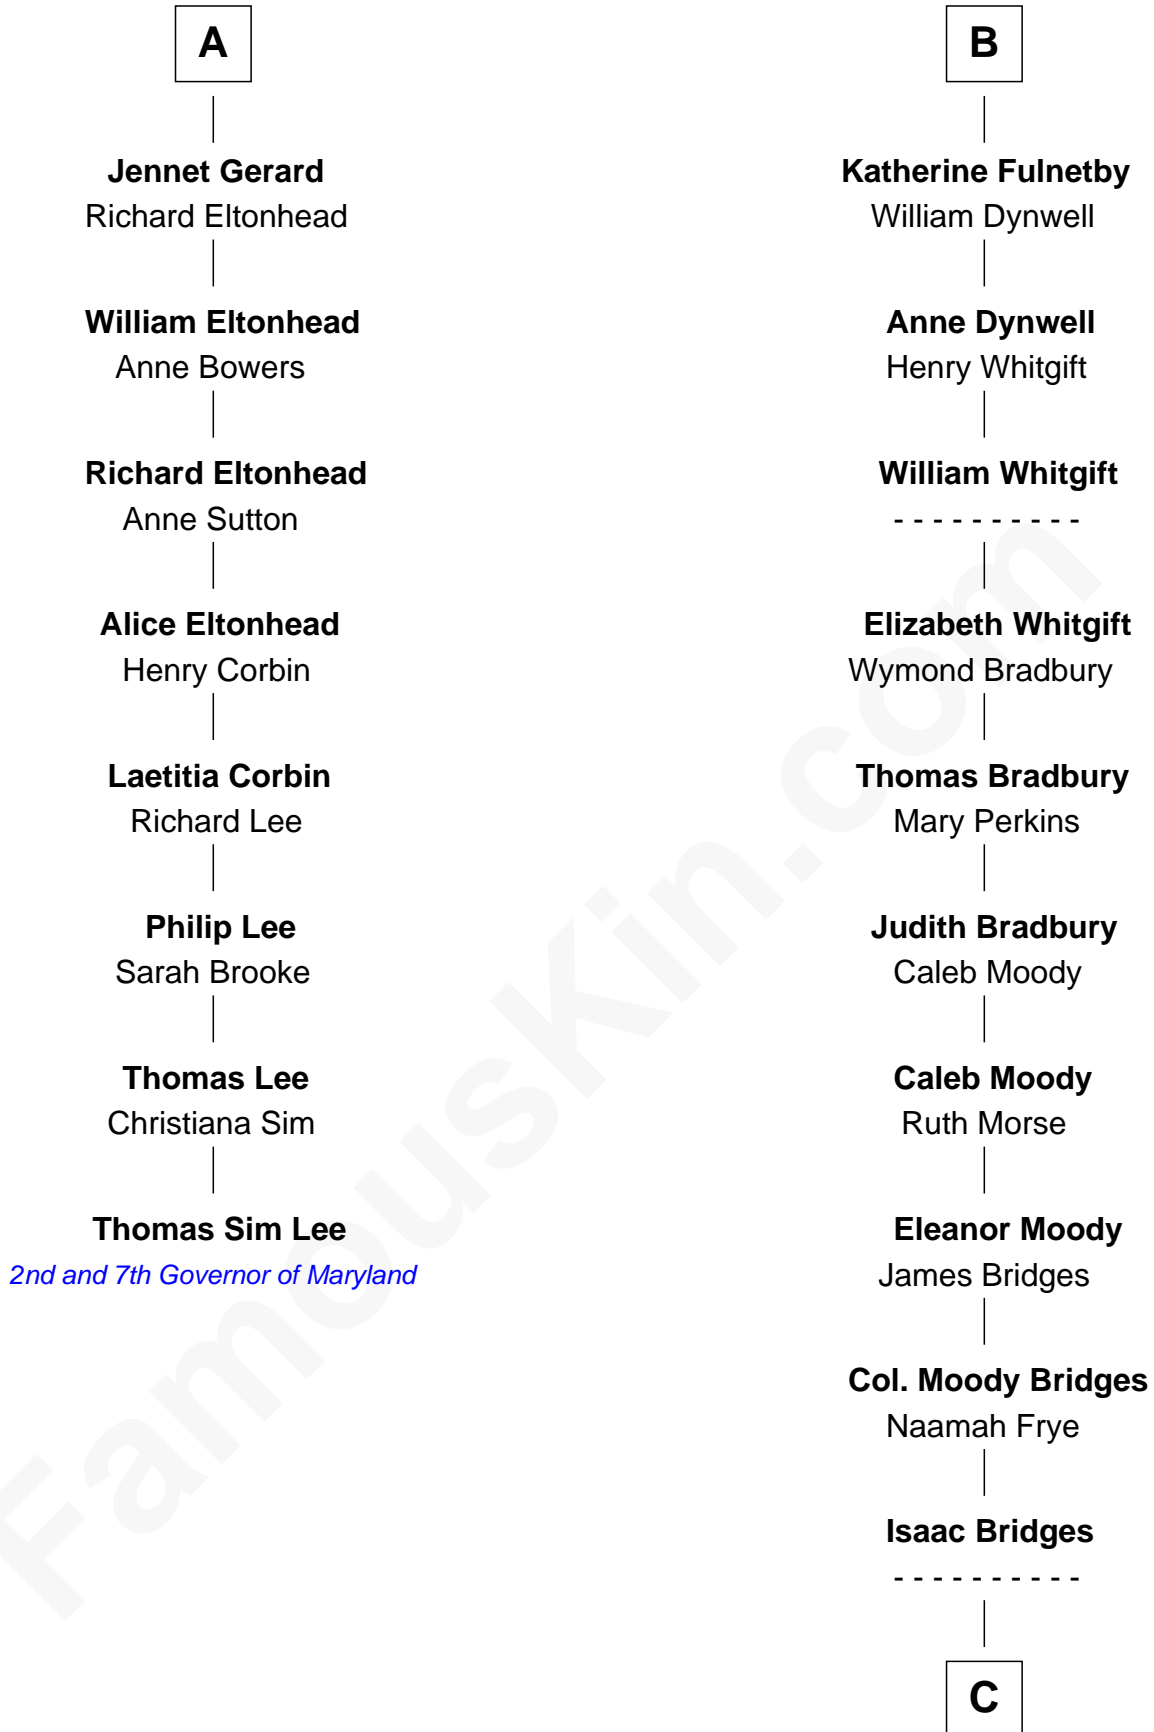 A
Jennet Gerard
Richard Eltonhead
William Eltonhead
Anne Bowers
Richard Eltonhead
Anne Sutton
Alice Eltonhead
Henry Corbin
Laetitia Corbin
Richard Lee
Philip Lee
Sarah Brooke
Thomas Lee
Christiana Sim
Thomas Sim Lee
2nd and 7th Governor of Maryland
B
Katherine Fulnetby
William Dynwell
Anne Dynwell
Henry Whitgift
William Whitgift
- - - - - - - - - -
Elizabeth Whitgift
Wymond Bradbury
Thomas Bradbury
Mary Perkins
Judith Bradbury
Caleb Moody
Caleb Moody
Ruth Morse
Eleanor Moody
James Bridges
Col. Moody Bridges
Naamah Frye
Isaac Bridges
- - - - - - - - - -
C
FamousKin.com